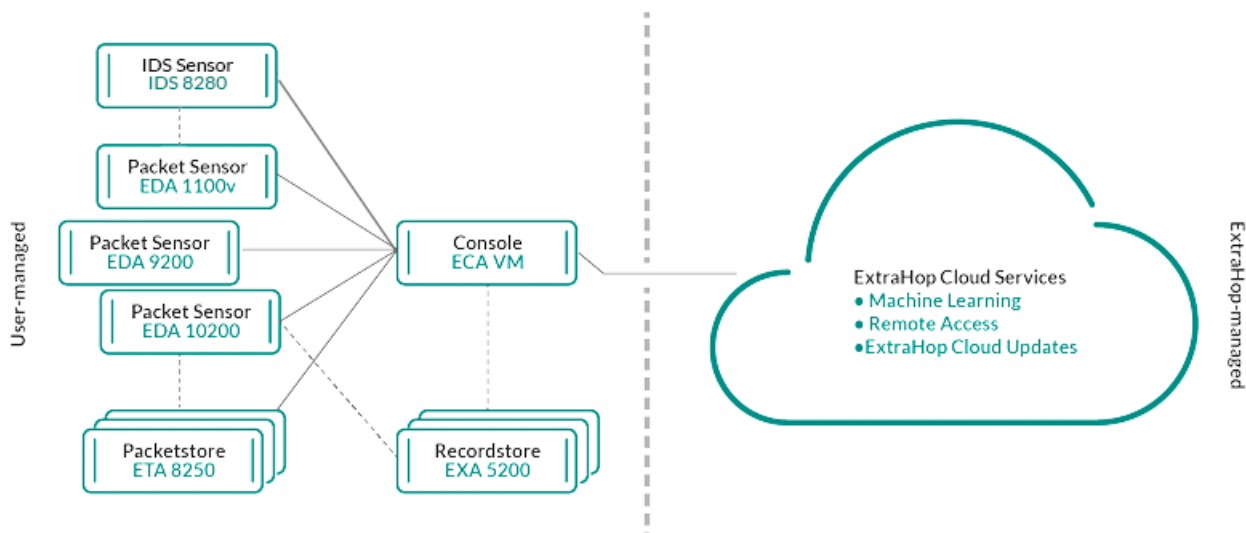 User-managed
IDS Sensor
IDS 8280
Packet Sensor
EDA 1100v
Packet Sensor
EDA 9200
Packet Sensor
EDA 10200
Packetstore
ETA 8250
Console
ECA VM
Recordstore
EXA 5200
ExtraHop Cloud Services
● Machine Learning
● Remote Access
●ExtraHop Cloud Updates
ExtraHop-managed